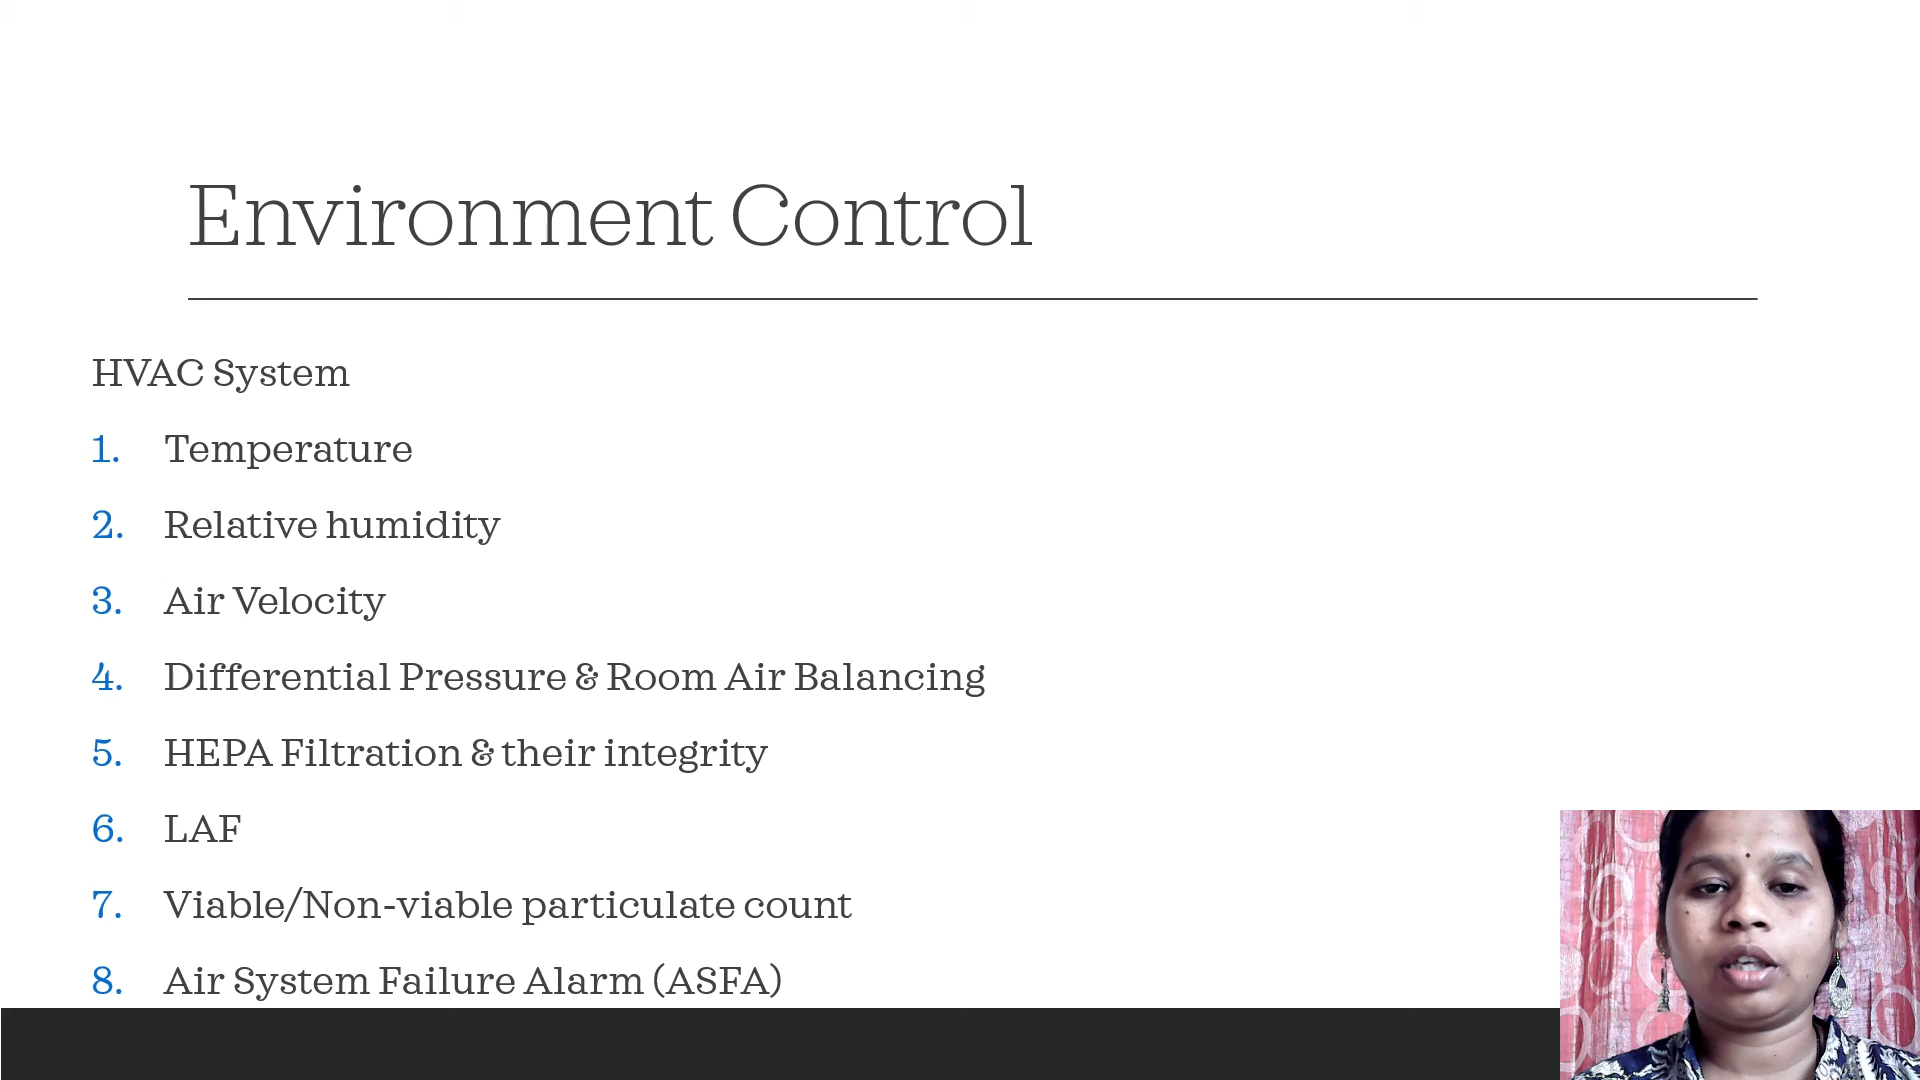 Environment Control
HVAC System
1. Temperature
2. Relative humidity
3. Air Velocity
4. Differential Pressure & Room Air Balancing
5. HEPA Filtration & their integrity
6. LAF
7. Viable/Non-viable particulate count
8. Air System Failure Alarm (ASFA)